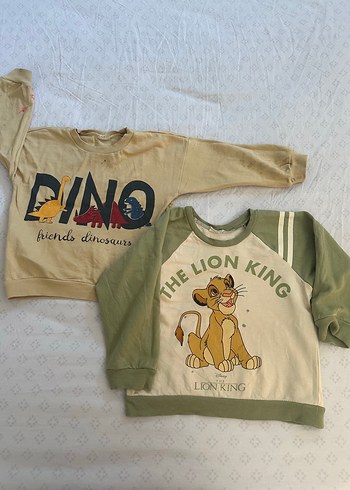 DINO
friends dinosaurs
THE LION KING
Disney
THE
LION KING